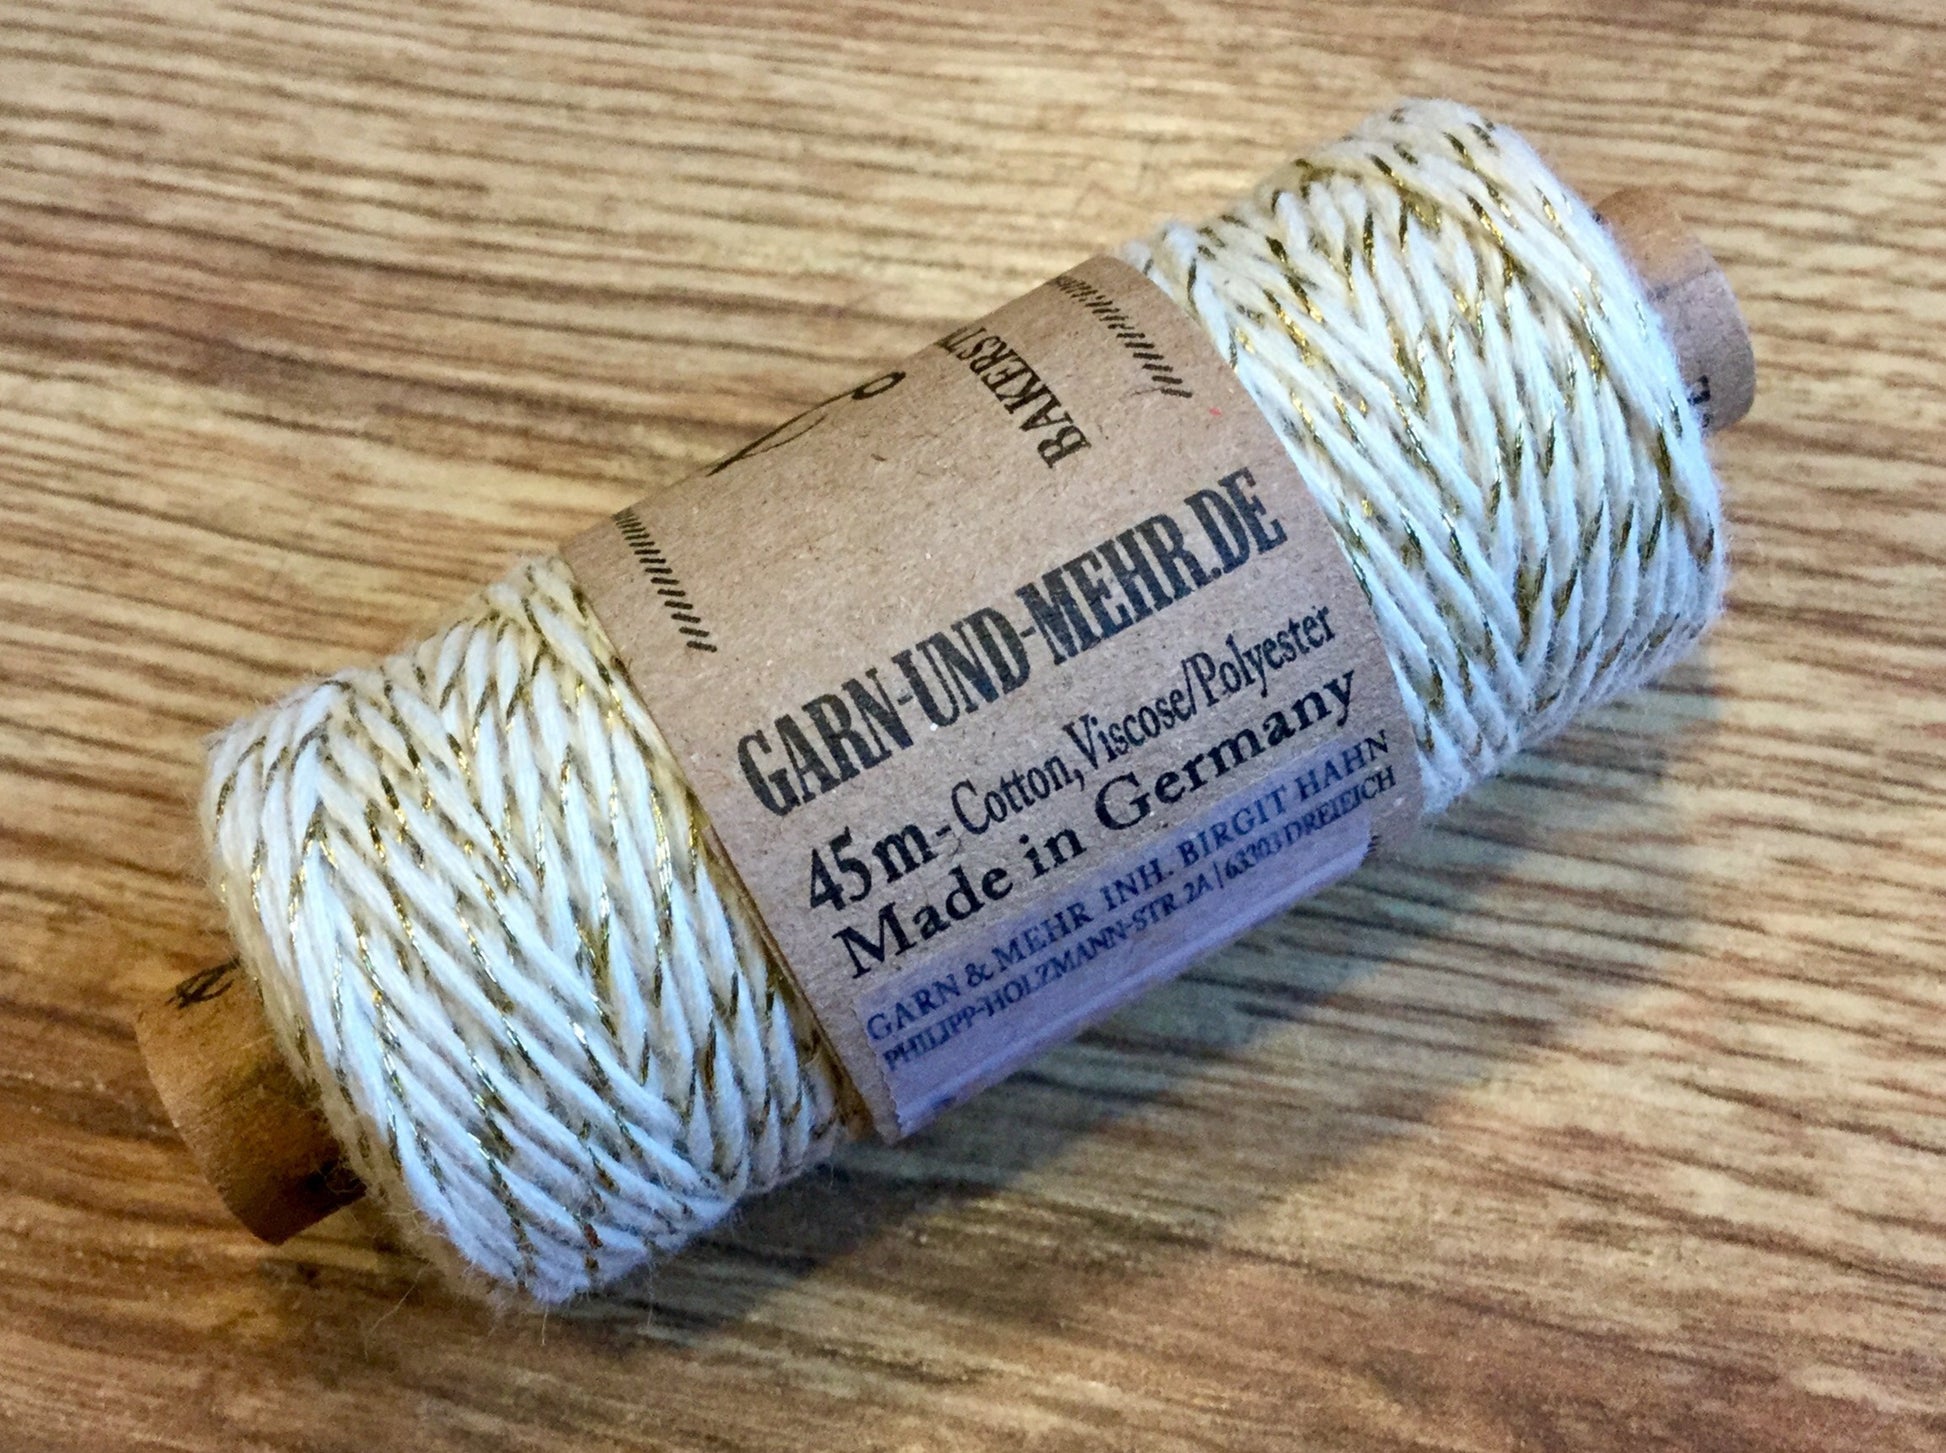 GARN-UND-MEHR.DE
45m - Cotton, Viscose/Polyester
Made in Germany
GARN & MEHR INH. BIRGIT HAHN
PHILIPP-HOLZMANN-STR. 2A | 63303 DREIEICH